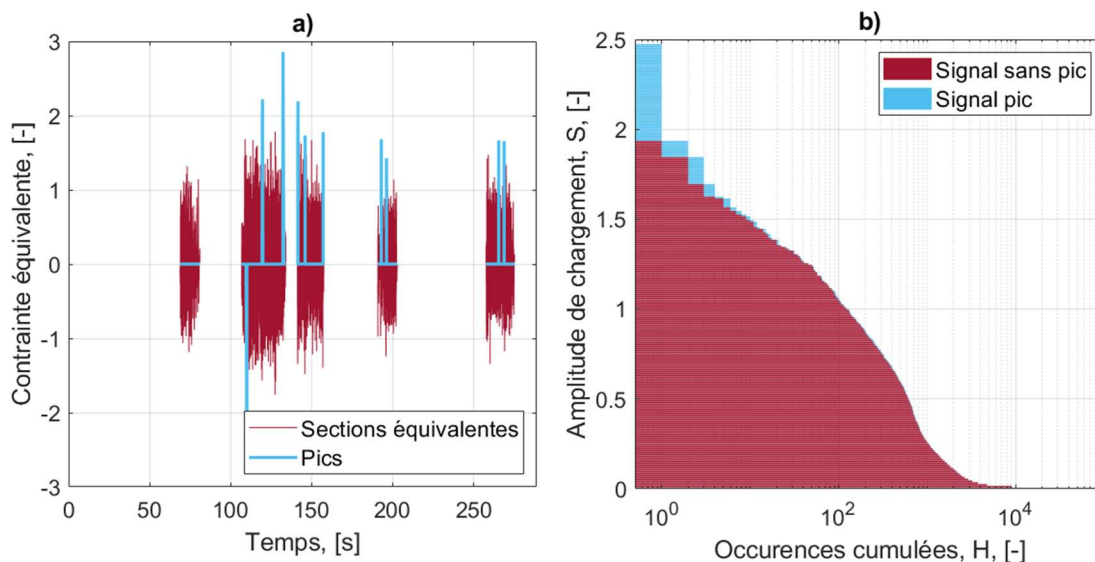 a)
Contrainte équivalente, [-]
3
2
1
0
-1
-2
-3
Sections équivalentes
Pics
0 50 100 150 200 250
Temps, [s]
b)
Amplitude de chargement, S, [-]
2.5
2
1.5
1
0.5
0
Signal sans pic
Signal pic
10^0 10^2 10^4
Occurences cumulées, H, [-]